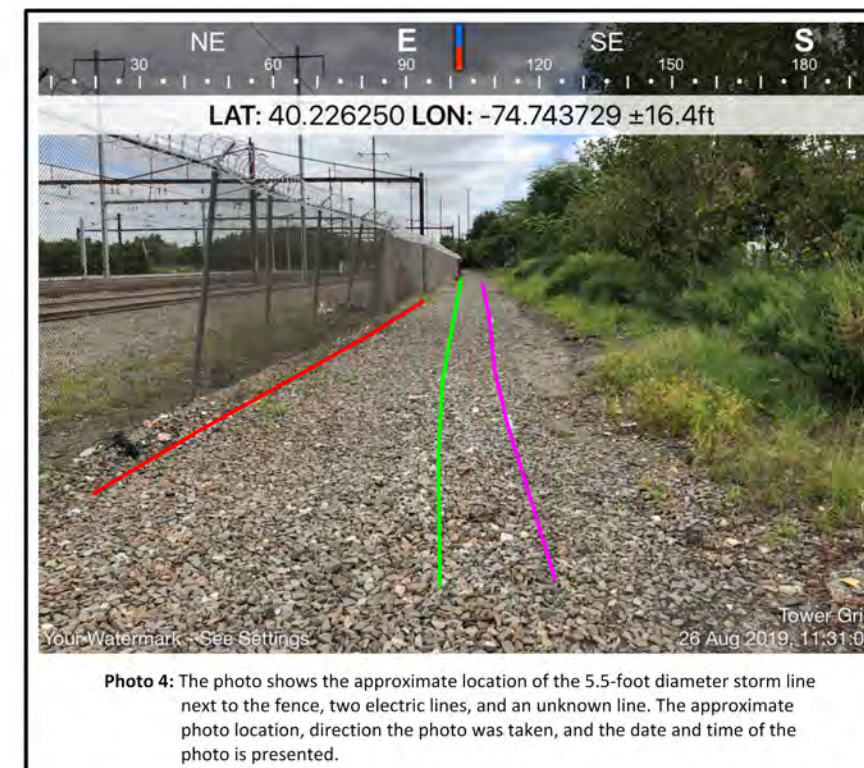 NE E SE S
30 60 90 120 150 180
LAT: 40.226250 LON: -74.743729 ±16.4ft
Your Watermark - See Settings
Tower Gri
26 Aug 2019, 11:31:0
Photo 4: The photo shows the approximate location of the 5.5-foot diameter storm line
next to the fence, two electric lines, and an unknown line. The approximate
photo location, direction the photo was taken, and the date and time of the
photo is presented.